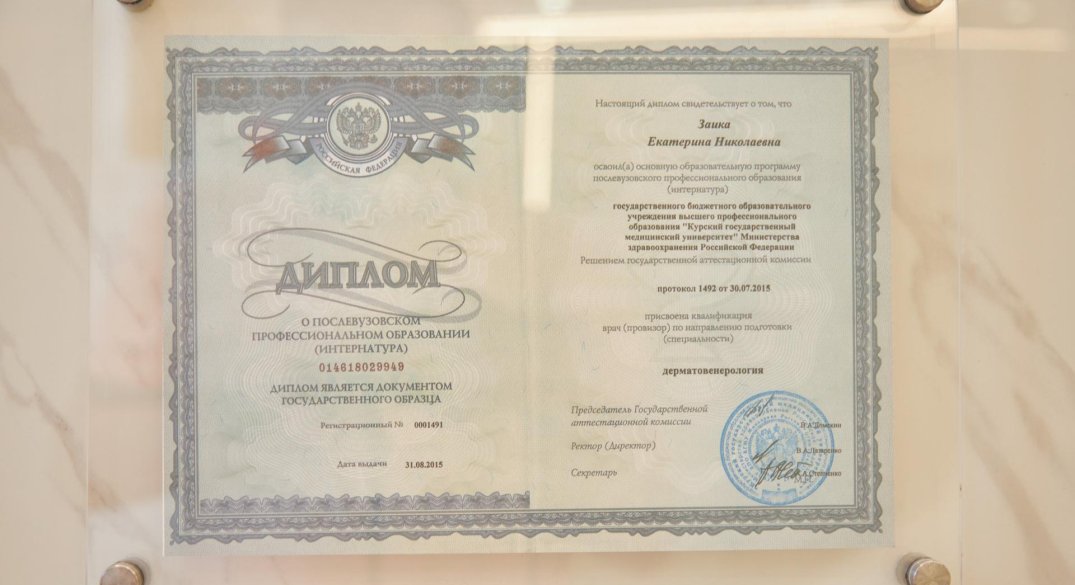 РОССИЙСКАЯ ФЕДЕРАЦИЯ
ДИПЛОМ
О ПОСЛЕВУЗОВСКОМ
ПРОФЕССИОНАЛЬНОМ ОБРАЗОВАНИИ
(ИНТЕРНАТУРА)
014618029949
ДИПЛОМ ЯВЛЯЕТСЯ ДОКУМЕНТОМ
ГОСУДАРСТВЕННОГО ОБРАЗЦА
Регистрационный № 0001491
Дата выдачи 31.08.2015
Настоящий диплом свидетельствует о том, что
Заика
Екатерина Николаевна
освоил(а) основную образовательную программу
послевузовского профессионального образования
(интернатура)
государственного бюджетного образовательного
учреждения высшего профессионального
образования "Курский государственный
медицинский университет" Министерства
здравоохранения Российской Федерации
Решением государственной аттестационной комиссии
протокол 1492 от 30.07.2015
присвоена квалификация
врач (провизор) по направлению подготовки
(специальности)
дерматовенерология
Председатель Государственной
аттестационной комиссии
Ректор (Директор)
В.А.Лазаренко
Секретарь